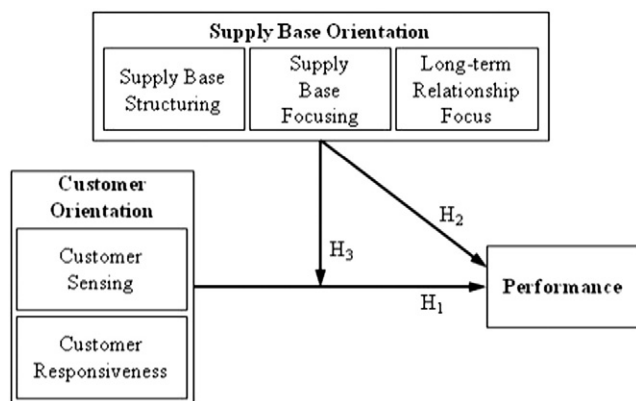 Supply Base Orientation
Supply Base
Structuring
Supply
Base
Focusing
Long-term
Relationship
Focus
Customer
Orientation
Customer
Sensing
Customer
Responsiveness
H3
H2
H1
Performance